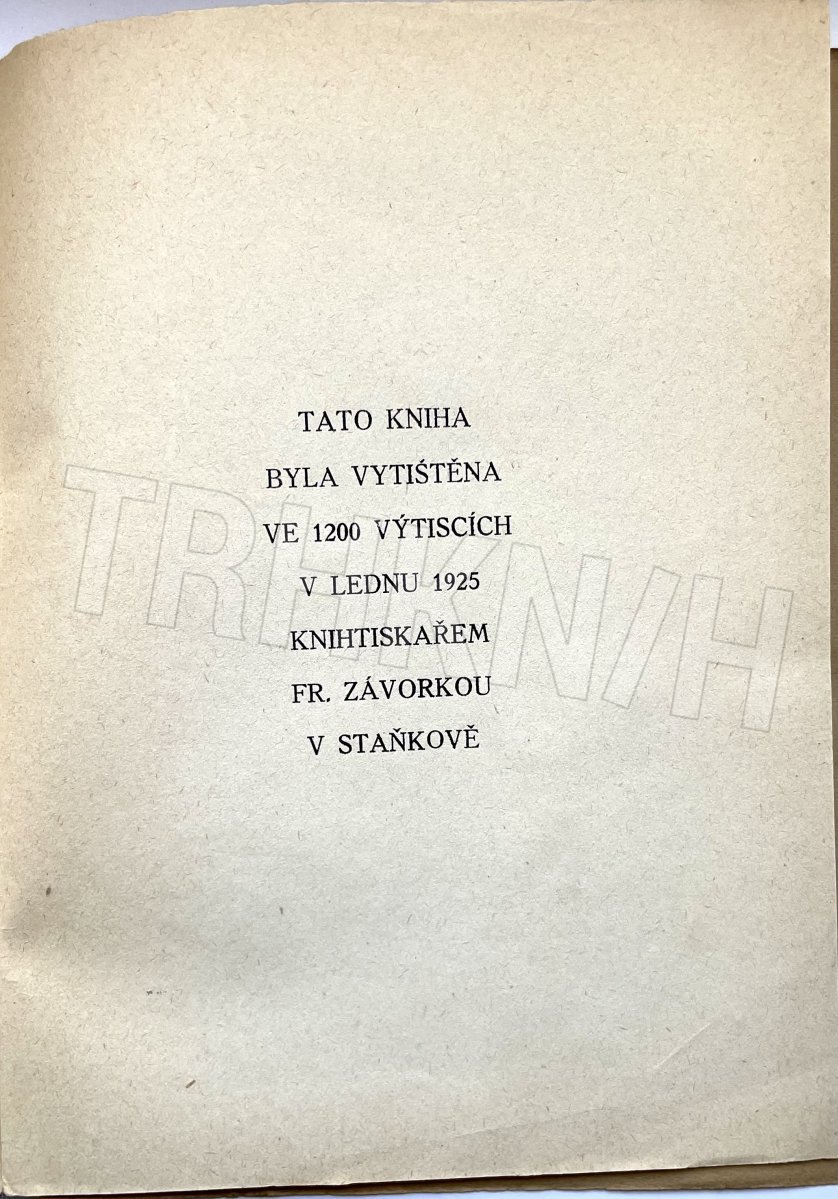 TATO KNIHA
BYLA VYTIŠTĚNA
VE 1200 VÝTISCÍCH
V LEDNU 1925
KNIHTISKAŘEM
FR. ZÁVORKOU
V STAŇKOVĚ
TRHKNIH